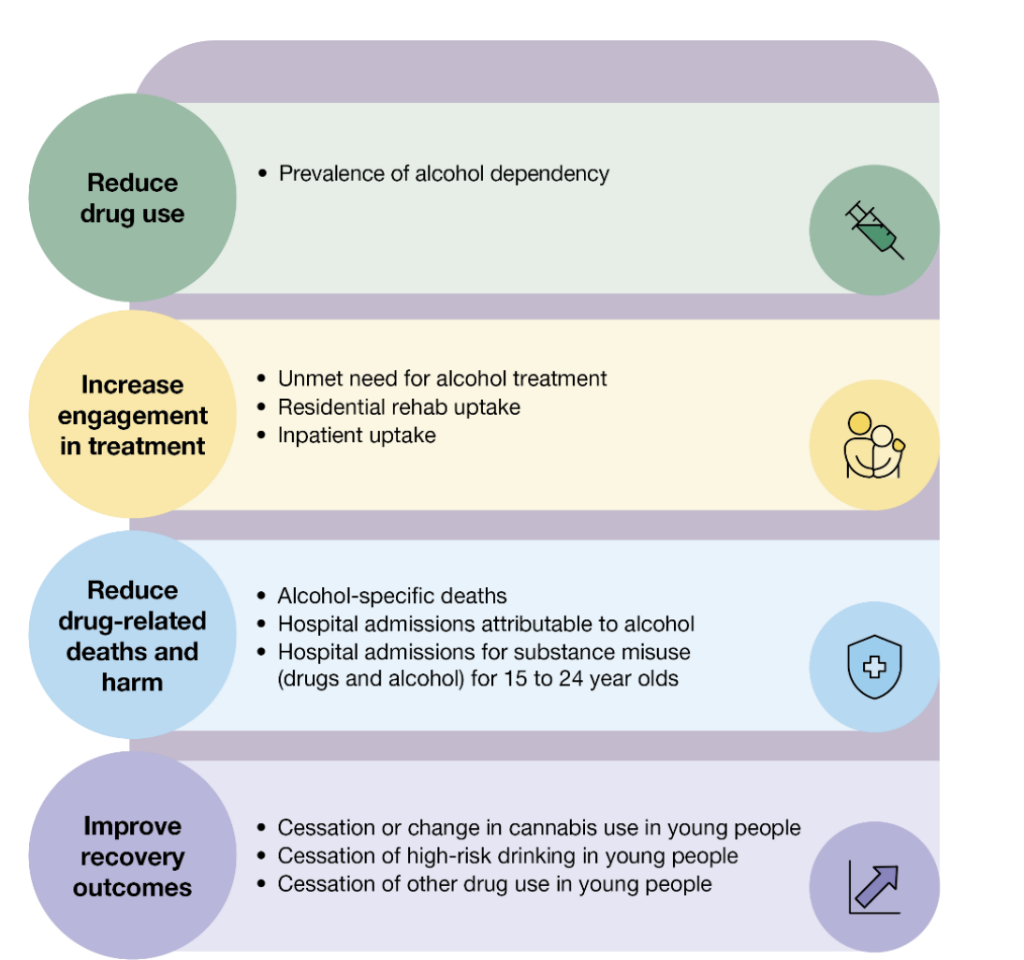 Reduce
drug use
• Prevalence of alcohol dependency
Increase
engagement
in treatment
• Unmet need for alcohol treatment
• Residential rehab uptake
• Inpatient uptake
Reduce
drug-related
deaths and
harm
• Alcohol-specific deaths
• Hospital admissions attributable to alcohol
• Hospital admissions for substance misuse
(drugs and alcohol) for 15 to 24 year olds
Improve
recovery
outcomes
• Cessation or change in cannabis use in young people
• Cessation of high-risk drinking in young people
• Cessation of other drug use in young people